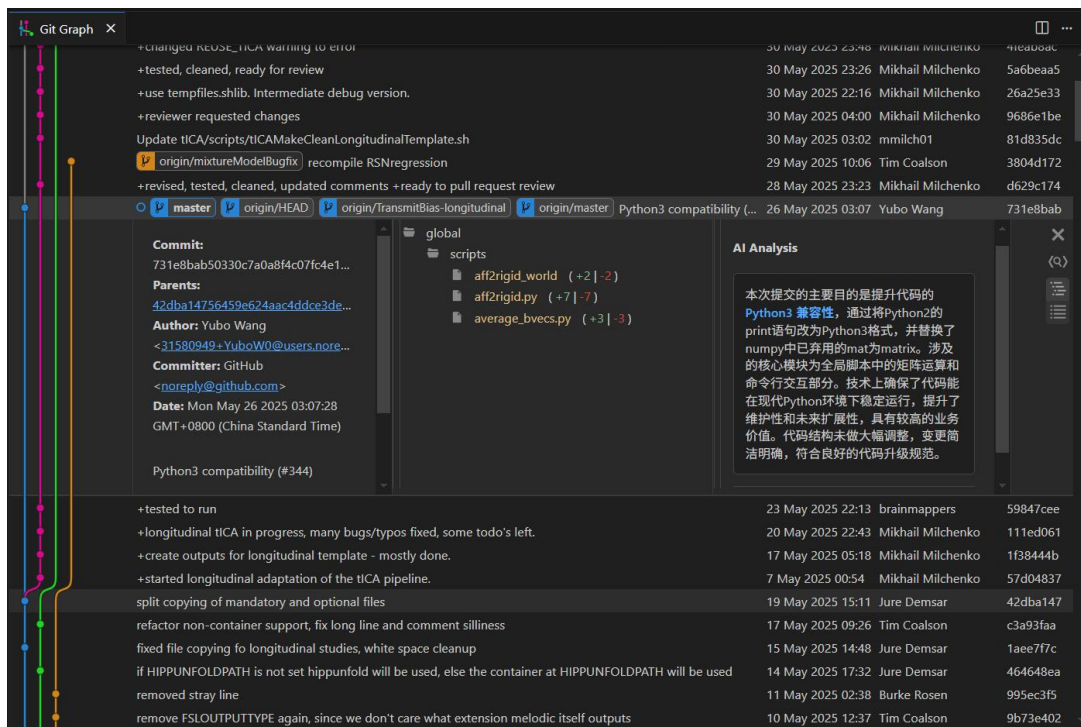 Git Graph
+changed REUSE_TICA warning to error 30 May 2025 23:48 Mikhail Milchenko 4feab8ac
+tested, cleaned, ready for review 30 May 2025 23:26 Mikhail Milchenko 5a6beaa5
+use tempfiles.shlib. Intermediate debug version. 30 May 2025 22:16 Mikhail Milchenko 26a25e33
+reviewer requested changes 30 May 2025 04:00 Mikhail Milchenko 9686e1be
Update tICA/scripts/tICAMakeCleanLongitudinalTemplate.sh 30 May 2025 03:02 mmilch01 81d835dc
origin/mixtureModelBugfix recompile RSNregression 29 May 2025 10:06 Tim Coalson 3804d172
+revised, tested, cleaned, updated comments +ready to pull request review 28 May 2025 23:23 Mikhail Milchenko d629c174
master origin/HEAD origin/TransmitBias-longitudinal origin/master Python3 compatibility (... 26 May 2025 03:07 Yubo Wang 731e8bab
Commit:
731e8bab50330c7a0a8f4c07fc4e1...
Parents:
42dba14756459e624aac4ddce3de...
Author: Yubo Wang
<31580949+YuboW0@users.nore...
Committer: GitHub
<noreply@github.com>
Date: Mon May 26 2025 03:07:28
GMT+0800 (China Standard Time)
Python3 compatibility (#344)
global
scripts
aff2rigid_world (+2|-2)
aff2rigid.py (+7|-7)
average_bvecs.py (+3|-3)
AI Analysis
本次提交的主要目的是提升代码的
Python3 兼容性，通过将Python2的
print语句改为Python3格式，并替换了
numpy中已弃用的mat为matrix。涉及
的核心模块为全局脚本中的矩阵运算和
命令行交互部分。技术上确保了代码能
在现代Python环境下稳定运行，提升了
维护性和未来扩展性，具有较高的业务
价值。代码结构未做大幅调整，变更简
洁明确，符合良好的代码升级规范。
+tested to run 23 May 2025 22:13 brainmappers 59847cee
+longitudinal tICA in progress, many bugs/typos fixed, some todo's left. 20 May 2025 22:43 Mikhail Milchenko 111ed061
+create outputs for longitudinal template - mostly done. 17 May 2025 05:18 Mikhail Milchenko 1f38444b
+started longitudinal adaptation of the tICA pipeline. 7 May 2025 00:54 Mikhail Milchenko 57d04837
split copying of mandatory and optional files 19 May 2025 15:11 Jure Demsar 42dba147
refactor non-container support, fix long line and comment silliness 17 May 2025 09:26 Tim Coalson c3a93faa
fixed file copying fo longitudinal studies, white space cleanup 15 May 2025 14:48 Jure Demsar 1aee7f7c
if HIPPUNFOLDPATH is not set hippunfold will be used, else the container at HIPPUNFOLDPATH will be used 14 May 2025 17:32 Jure Demsar 464648ea
removed stray line 11 May 2025 02:38 Burke Rosen 995ec3f5
remove FSLOUTPUTTYPE again, since we don't care what extension melodic itself outputs 10 May 2025 12:37 Tim Coalson 9b73e402